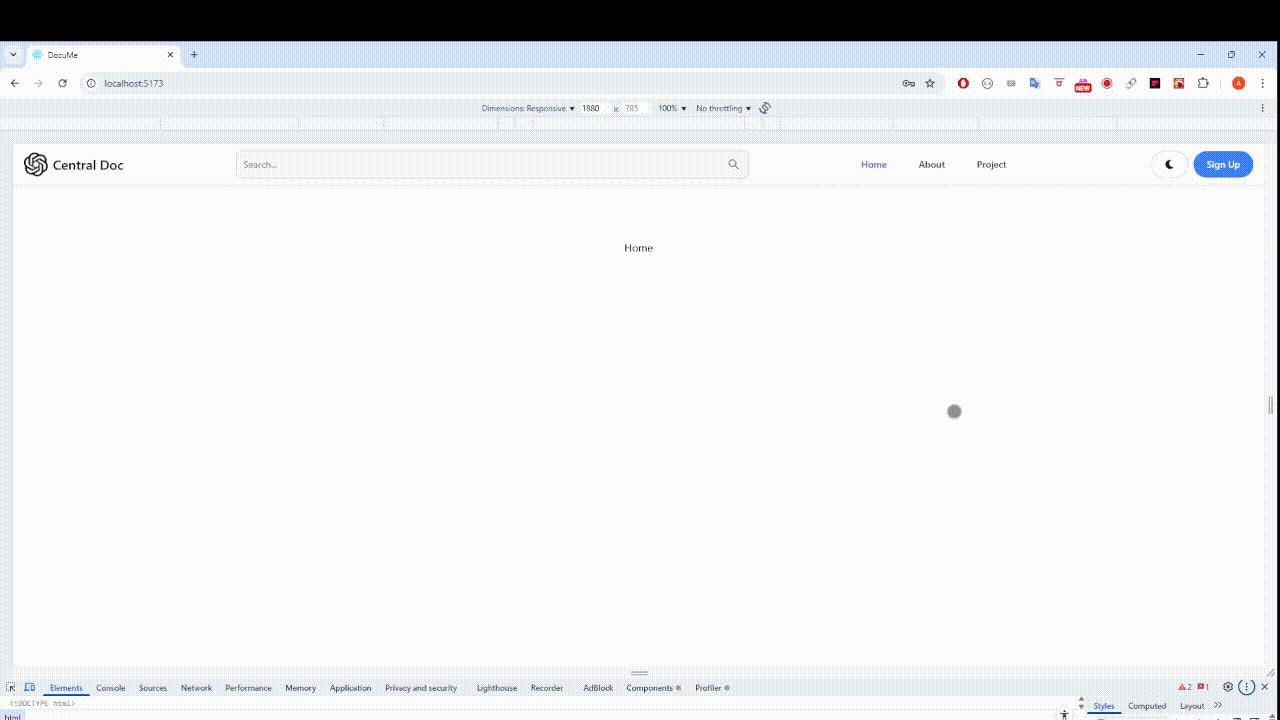 DocuMe
localhost:5173
NEW
A
Dimensions: Responsive 1880 x 785 100% No throttling
Central Doc
Search...
Home About Project
Sign Up
Home
Elements Console Sources Network Performance Memory Application Privacy and security Lighthouse Recorder AdBlock Components Profiler 2 1
<!DOCTYPE html>
Styles Computed Layout
html